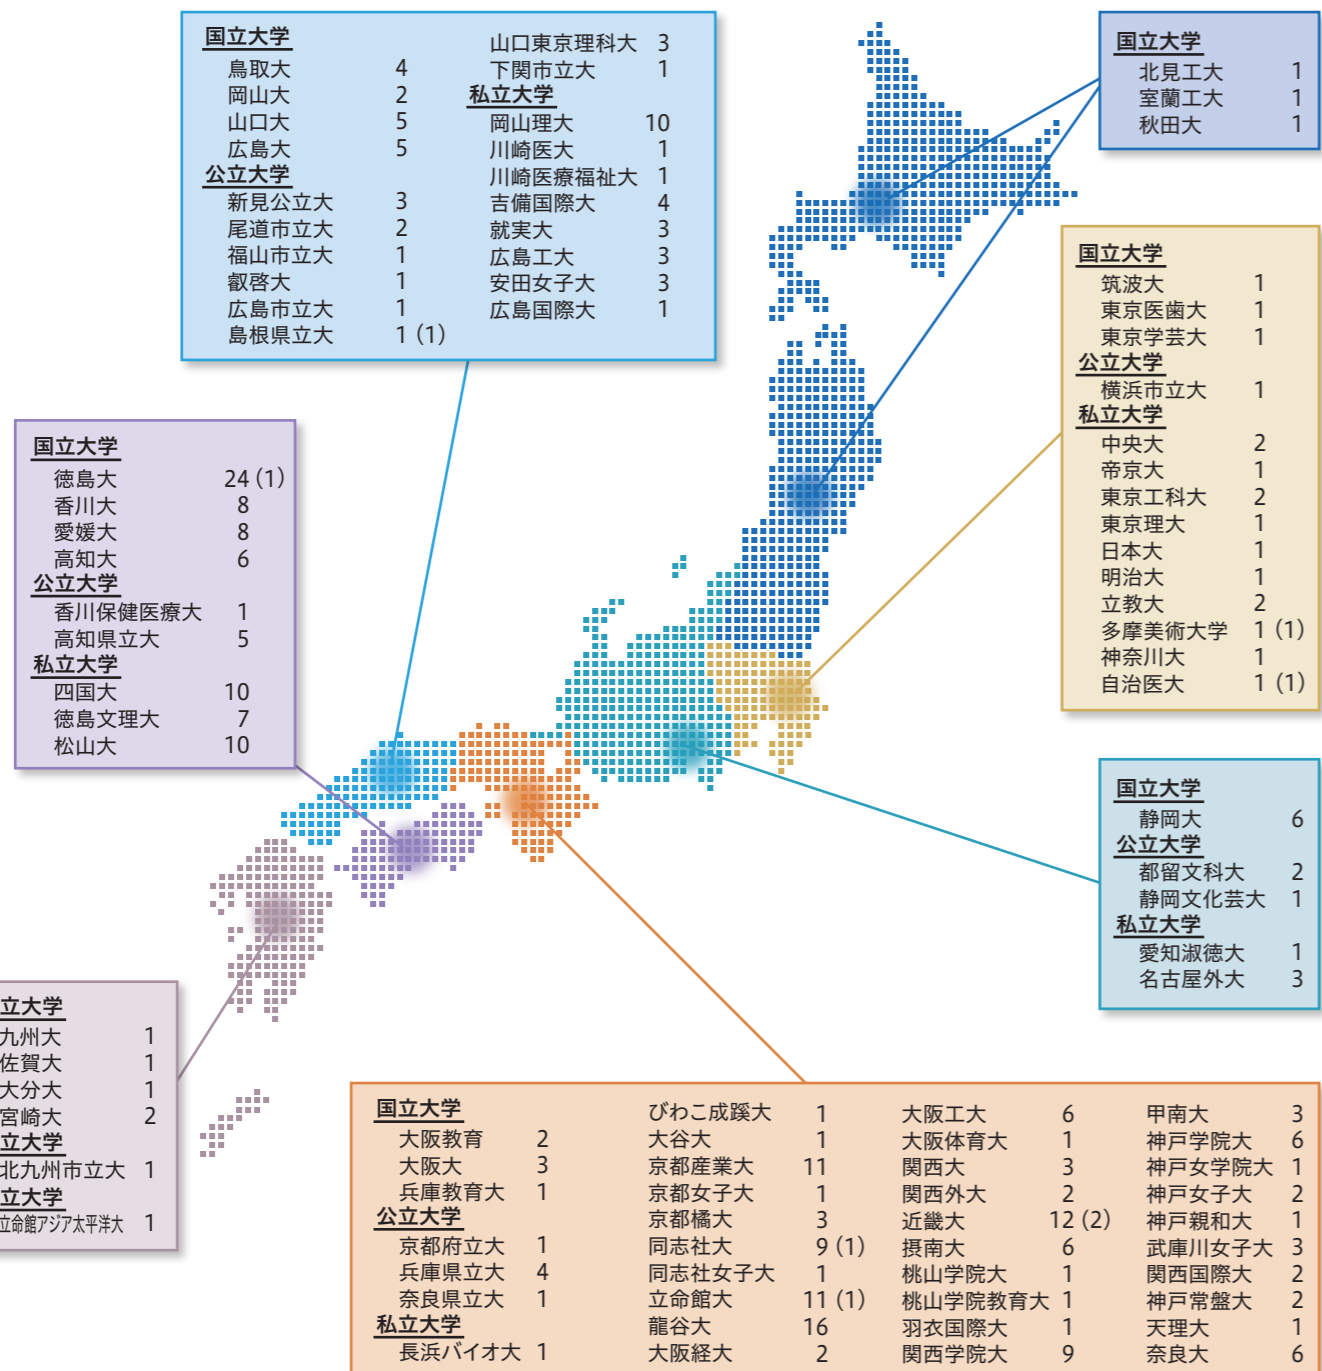 国立大学
鳥取大 4
岡山大 2
山口大 5
広島大 5
公立大学
新見公立大 3
尾道市立大 2
福山市立大 1
叡啓大 1
広島市立大 1
島根県立大 1 (1)
山口東京理科大 3
下関市立大 1
私立大学
岡山理大 10
川崎医大 1
川崎医療福祉大 1
吉備国際大 4
就実大 3
広島工大 3
安田女子大 3
広島国際大 1
国立大学
北見工大 1
室蘭工大 1
秋田大 1
国立大学
筑波大 1
東京医歯大 1
東京学芸大 1
公立大学
横浜市立大 1
私立大学
中央大 2
帝京大 1
東京工科大 2
東京理大 1
日本大 1
明治大 1
立教大 2
多摩美術大学 1 (1)
神奈川大 1
自治医大 1 (1)
国立大学
徳島大 24 (1)
香川大 8
愛媛大 8
高知大 6
公立大学
香川保健医療大 1
高知県立大 5
私立大学
四国大 10
徳島文理大 7
松山大 10
国立大学
静岡大 6
公立大学
都留文科大 2
静岡文化芸大 1
私立大学
愛知淑徳大 1
名古屋外大 3
立大学
九州大 1
佐賀大 1
大分大 1
宮崎大 2
立大学
北九州市立大 1
立大学
立命館アジア太平洋大 1
国立大学
大阪教育 2
大阪大 3
兵庫教育大 1
公立大学
京都府立大 1
兵庫県立大 4
奈良県立大 1
私立大学
長浜バイオ大 1
びわこ成蹊大 1
大谷大 1
京都産業大 11
京都女子大 1
京都橘大 3
同志社大 9 (1)
同志社女子大 1
立命館大 11 (1)
龍谷大 16
大阪経大 2
大阪工大 6
大阪体育大 1
関西大 3
関西外大 2
近畿大 12 (2)
摂南大 6
桃山学院大 1
桃山学院教育大 1
羽衣国際大 1
関西学院大 9
甲南大 3
神戸学院大 6
神戸女学院大 1
神戸女子大 2
神戸親和大 1
武庫川女子大 3
関西国際大 2
神戸常盤大 2
天理大 1
奈良大 6